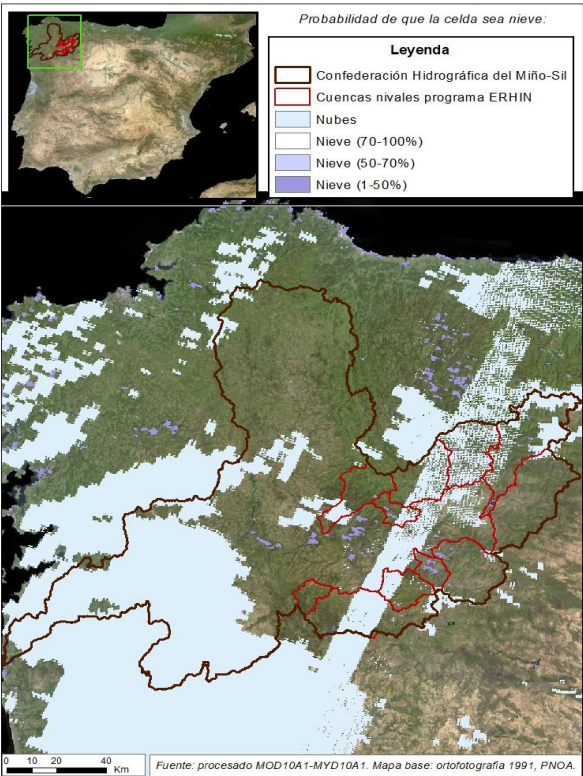 Probabilidad de que la celda sea nieve:
Leyenda
Confederación Hidrográfica del Miño-Sil
Cuencas nivales programa ERHIN
Nubes
Nieve (70-100%)
Nieve (50-70%)
Nieve (1-50%)
0 10 20 40
Km
Fuente: procesado MOD10A1-MYD10A1. Mapa base: ortofotografía 1991, PNOA.